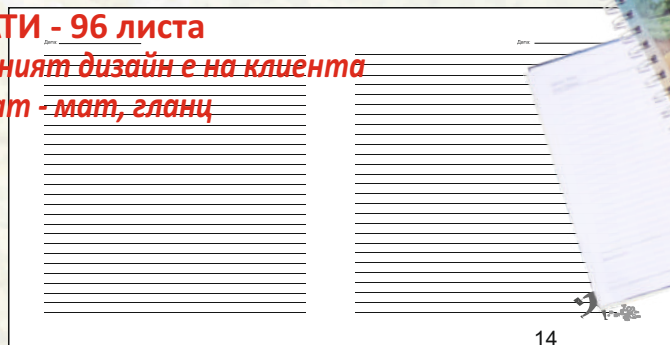 ТИ - 96 листа
ният дизайн е на клиента
ат - мат, гланц
Дата:
Дата:
14